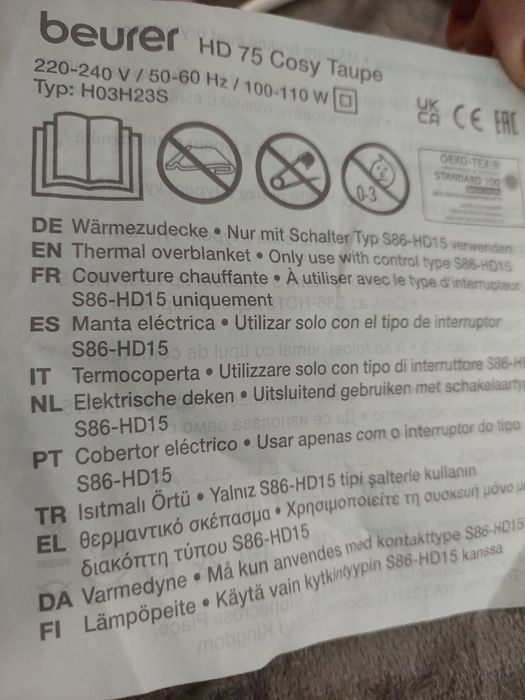 beurer HD 75 Cosy Taupe
220-240 V / 50-60 Hz / 100-110 W
Typ: H03H23S
UK CA CE EAC
0-3
OEKO-TEX®
STANDARD 100
DE Wärmezudecke • Nur mit Schalter Typ S86-HD15 verwenden
EN Thermal overblanket • Only use with control type S86-HD15
FR Couverture chauffante • À utiliser avec le type d'interrupteur
S86-HD15 uniquement
ES Manta eléctrica • Utilizar solo con el tipo de interruptor
S86-HD15
IT Termocoperta • Utilizzare solo con tipo di interruttore S86-H
NL Elektrische deken • Uitsluitend gebruiken met schakelaartyp
S86-HD15
PT Cobertor eléctrico • Usar apenas com o interruptor do tipo
S86-HD15
TR Isıtmalı Örtü • Yalnız S86-HD15 tipi şalterle kullanın
EL θερμαντικό σκέπασμα • Χρησιμοποιείτε τη συσκευή μόνο μ
διακόπτη τύπου S86-HD15
DA Varmedyne • Må kun anvendes med kontakttype S86-HD15
FI Lämpöpeite • Käytä vain kytkintyypin S86-HD15 kanssa